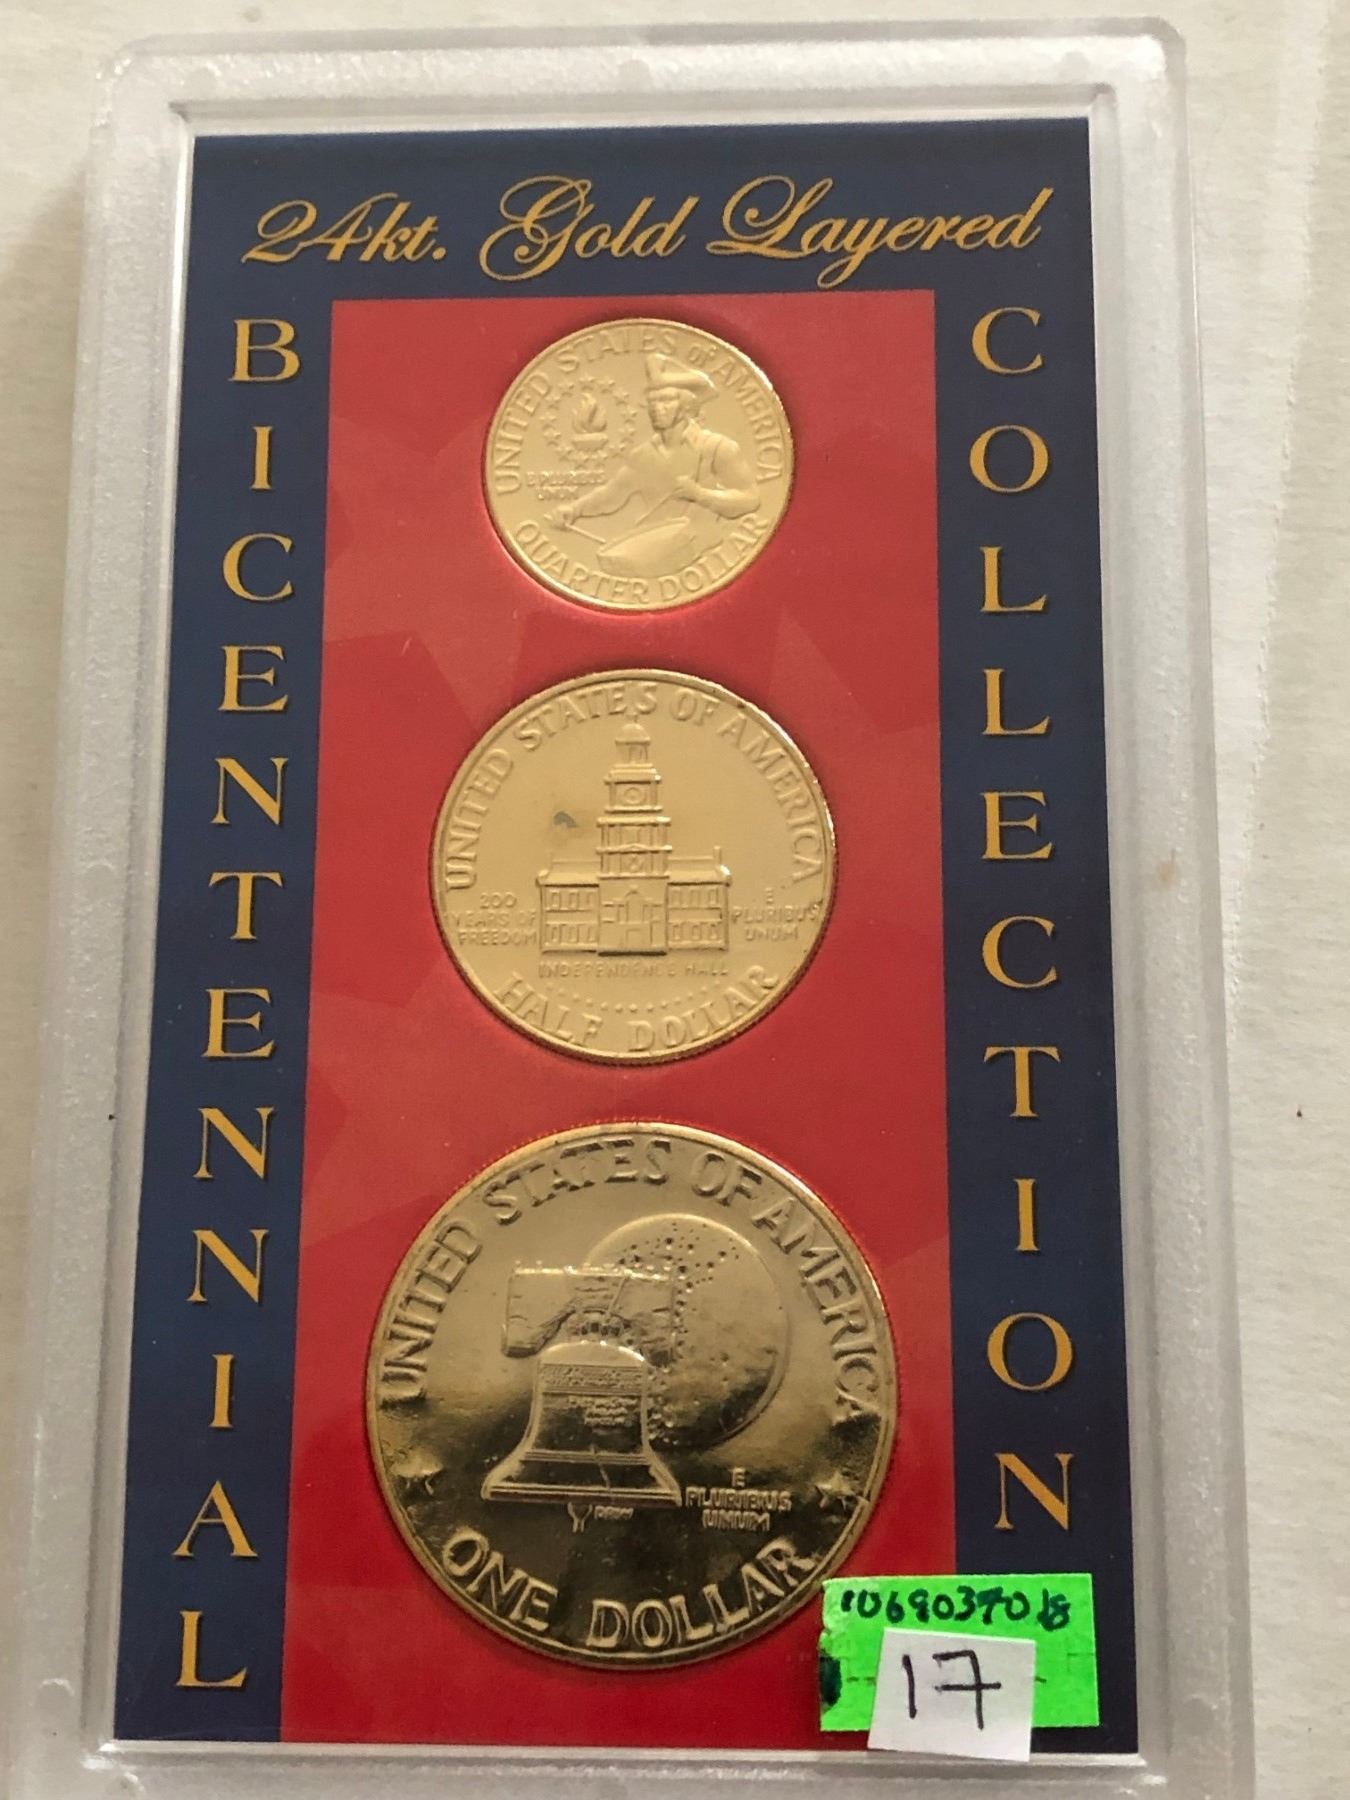 24kt. Gold Layered
BICENTENNIAL
COLLECTION
UNITED STATES OF AMERICA
E PLURIBUS
UNUM
QUARTER DOLLAR
UNITED STATES OF AMERICA
200
YEARS OF
FREEDOM
E
PLURIBUS
UNUM
INDEPENDENCE HALL
HALF DOLLAR
UNITED STATES OF AMERICA
E
PLURIBUS
UNUM
ONE DOLLAR
17